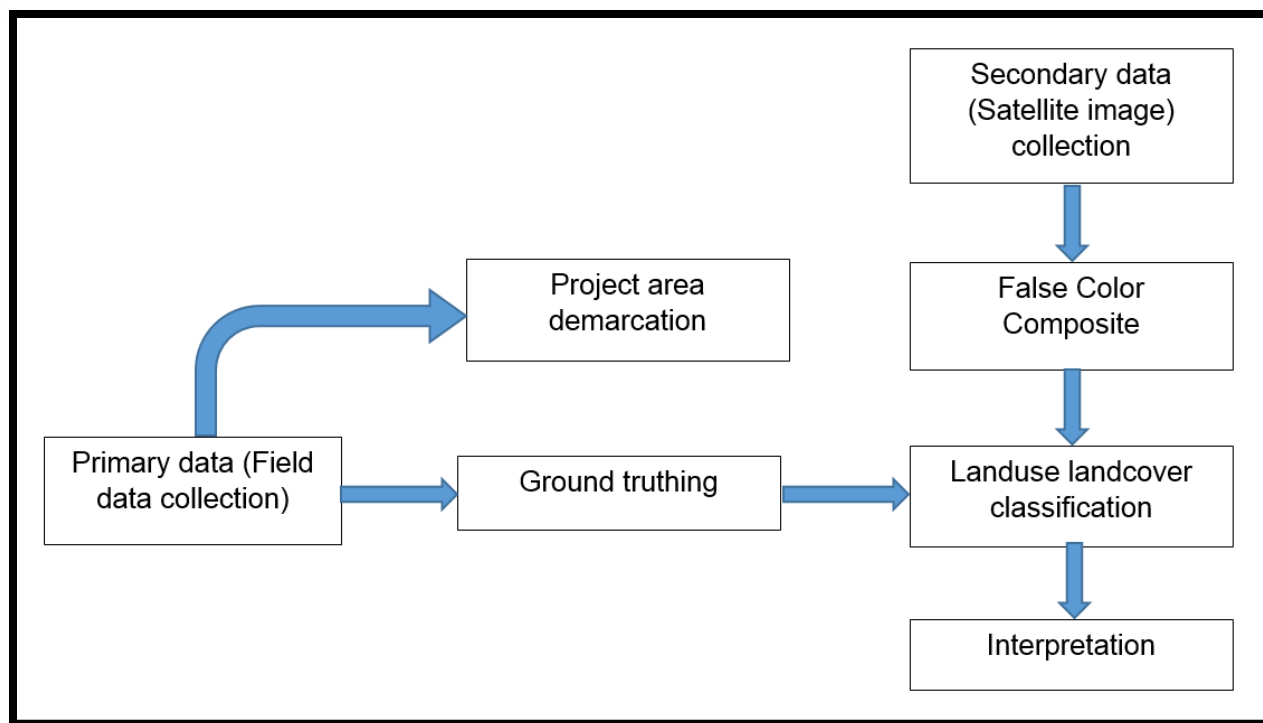 Secondary data
(Satellite image)
collection
Project area
demarcation
False Color
Composite
Primary data (Field
data collection)
Ground truthing
Landuse landcover
classification
Interpretation